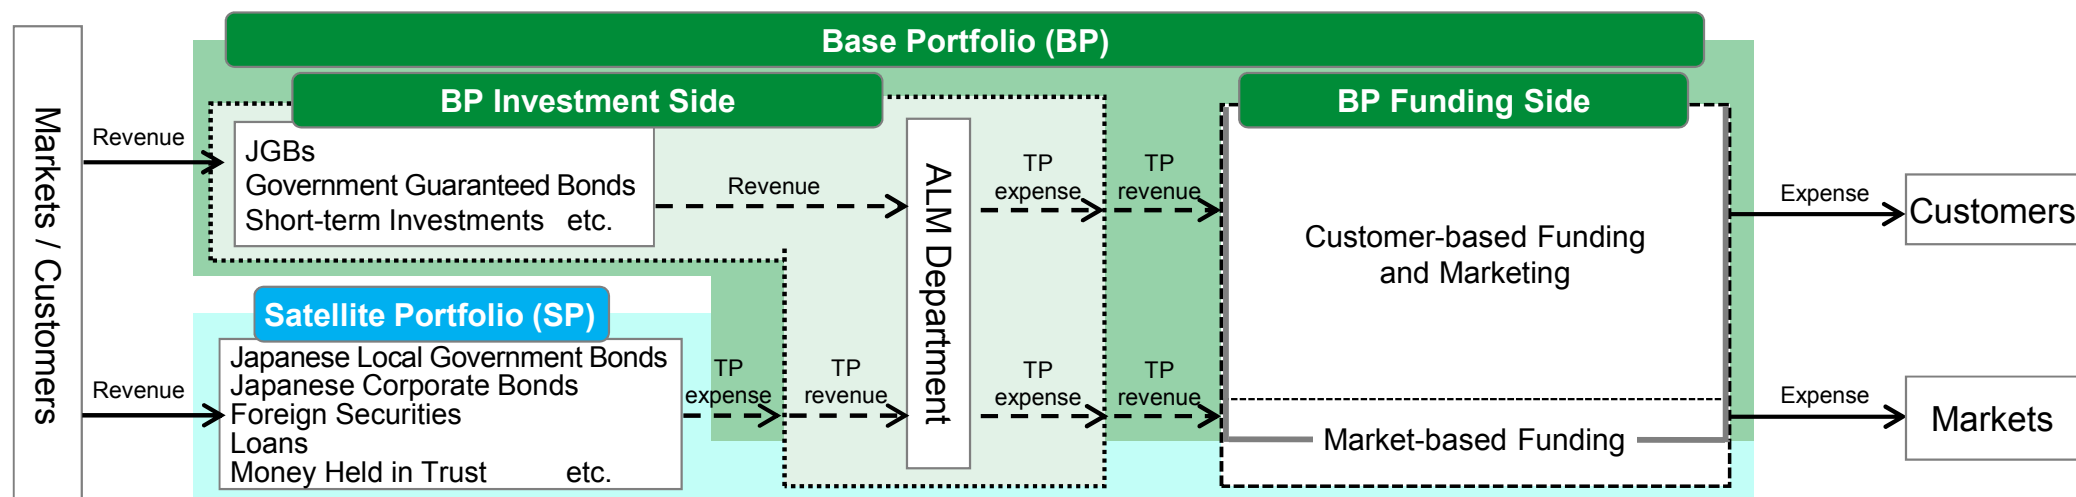 Base Portfolio (BP)
BP Investment Side
BP Funding Side
Markets / Customers
Revenue
JGBs
Government Guaranteed Bonds
Short-term Investments etc.
Revenue
ALM Department
TP
expense
TP
revenue
Customer-based Funding
and Marketing
Expense
Customers
Satellite Portfolio (SP)
Revenue
Japanese Local Government Bonds
Japanese Corporate Bonds
Foreign Securities
Loans
Money Held in Trust etc.
TP
expense
TP
revenue
TP
expense
TP
revenue
Market-based Funding
Expense
Markets